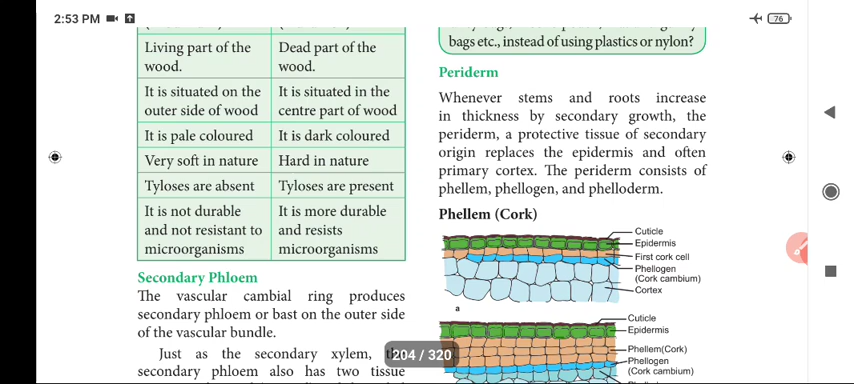 2:53 PM
76
Living part of the
wood.
Dead part of the
wood.
It is situated on the
outer side of wood
It is situated in the
centre part of wood
It is pale coloured
It is dark coloured
Very soft in nature
Hard in nature
Tyloses are absent
Tyloses are present
It is not durable
and not resistant to
microorganisms
It is more durable
and resists
microorganisms
Secondary Phloem
The vascular cambial ring produces
secondary phloem or bast on the outer side
of the vascular bundle.
Just as the secondary xylem,
secondary phloem also has two tissue
204 / 320
bags etc., instead of using plastics or nylon?
Periderm
Whenever stems and roots increase
in thickness by secondary growth, the
periderm, a protective tissue of secondary
origin replaces the epidermis and often
primary cortex. The periderm consists of
phellem, phellogen, and phelloderm.
Phellem (Cork)
Cuticle
Epidermis
First cork cell
Phellogen
(Cork cambium)
Cortex
a
Cuticle
Epidermis
Phellem(Cork)
Phellogen
(Cork cambium)